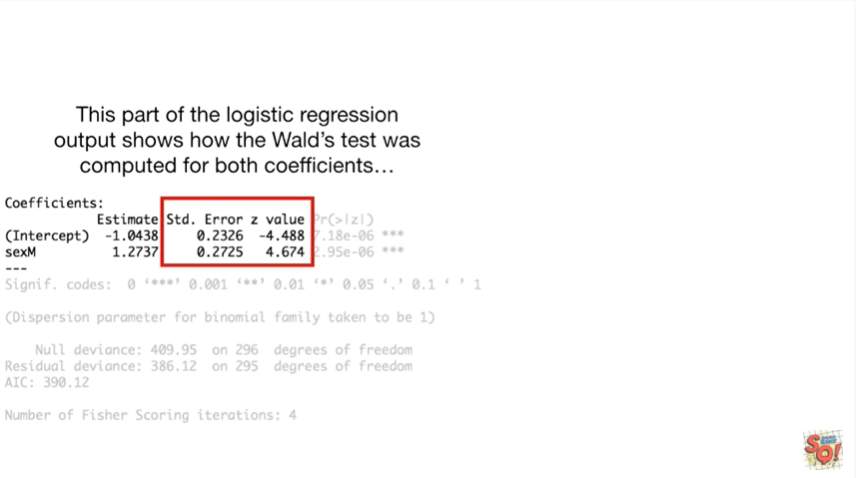 This part of the logistic regression
output shows how the Wald’s test was
computed for both coefficients…
Coefficients:
Estimate Std. Error z value Pr(>|z|)
(Intercept) -1.0438 0.2326 -4.488 7.18e-06 ***
sexM 1.2737 0.2725 4.674 2.95e-06 ***
---
Signif. codes: 0 ‘***’ 0.001 ‘**’ 0.01 ‘*’ 0.05 ‘.’ 0.1 ‘ ’ 1
(Dispersion parameter for binomial family taken to be 1)
Null deviance: 409.95 on 296 degrees of freedom
Residual deviance: 386.12 on 295 degrees of freedom
AIC: 390.12
Number of Fisher Scoring iterations: 4
SQ!